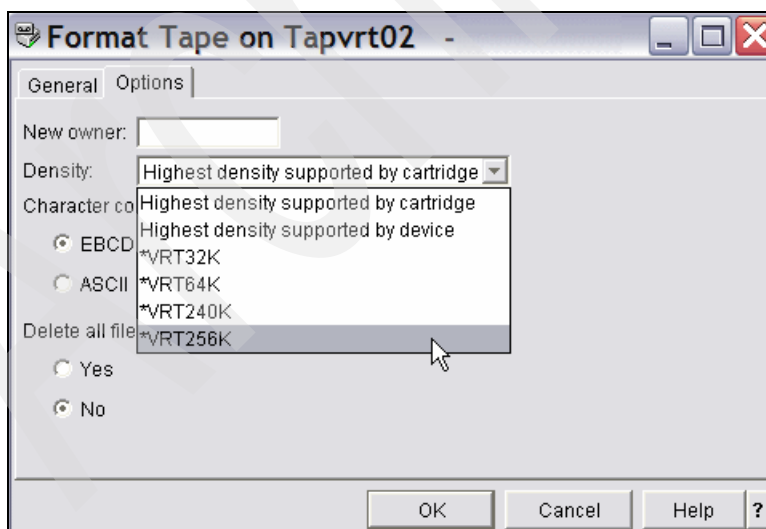 Format Tape on Tapvrt02 -
General Options
New owner:
Density: Highest density supported by cartridge
Character co Highest density supported by cartridge
Highest density supported by device
EBCD *VRT32K
ASCII *VRT64K
*VRT240K
Delete all file *VRT256K
Yes
No
OK Cancel Help ?